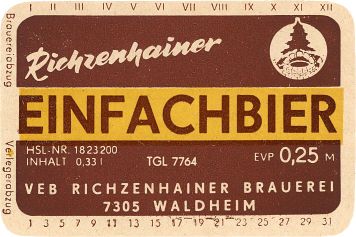 I II III IV V VI VII VIII IX X XI XII
Brauereiabzug
Richzenhainer
EINFACHBIER
Verlegerabzug
HSL-NR. 1823200
INHALT 0,33 l
TGL 7764
EVP 0,25 M
VEB RICHZENHAINER BRAUEREI
7305 WALDHEIM
1 3 5 7 9 11 13 15 17 19 21 23 25 27 29 31